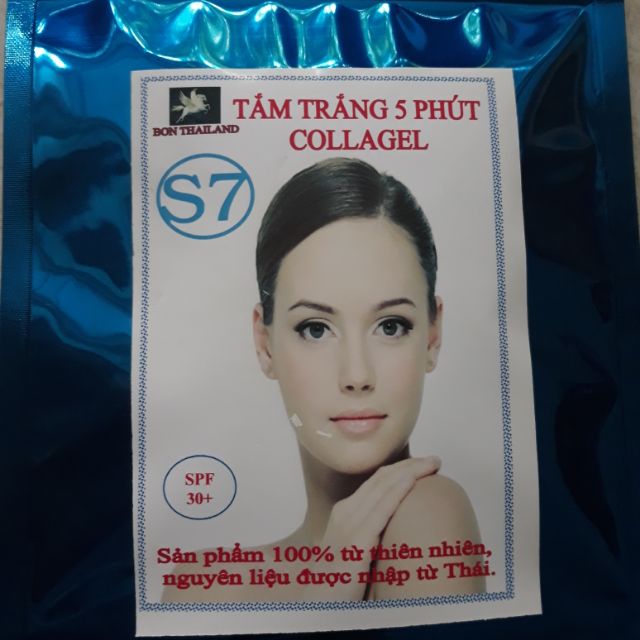 BON THAILAND
TẮM TRẮNG 5 PHÚT
COLLAGEL
S7
SPF
30+
Sản phẩm 100% từ thiên nhiên,
nguyên liệu được nhập từ Thái.